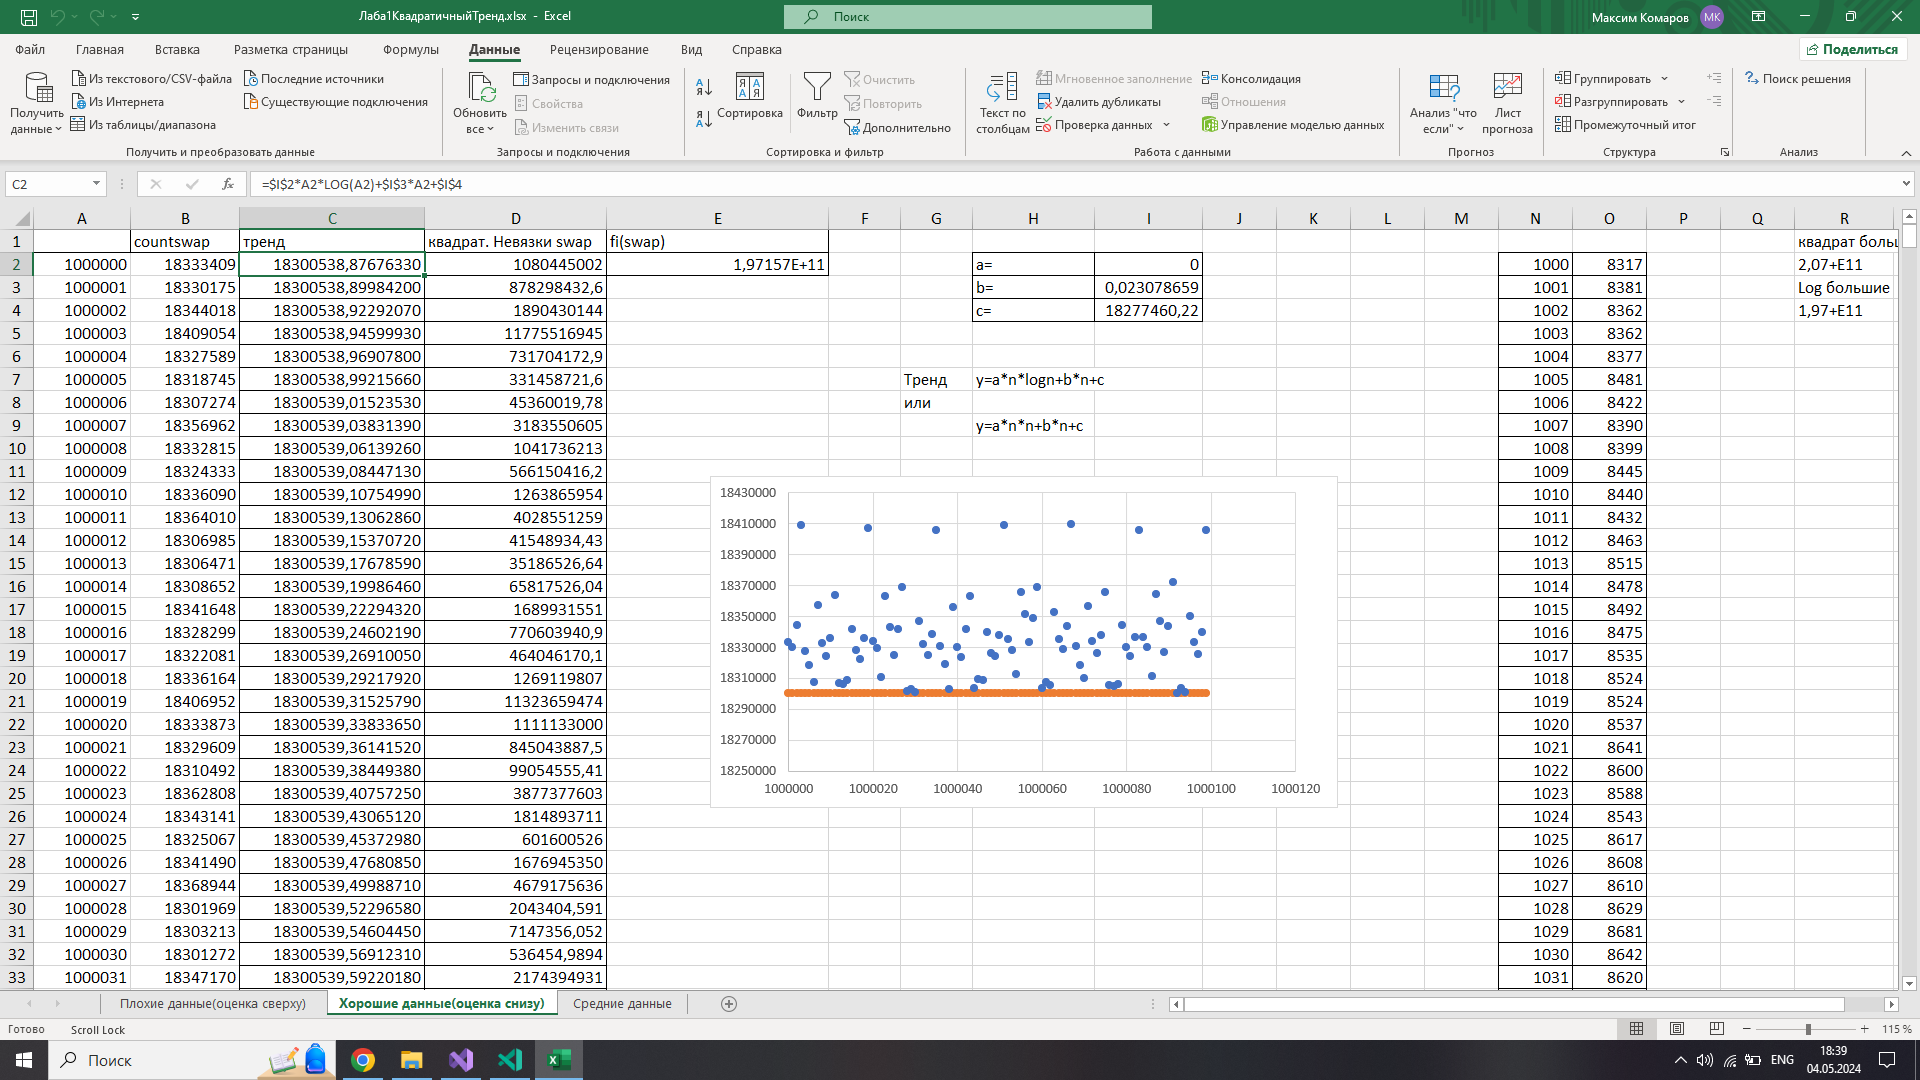 Лаба1КвадратичныйТренд.xlsx - Excel
Поиск
Максим Комаров
МК
Файл Главная Вставка Разметка страницы Формулы Данные Рецензирование Вид Справка
Поделиться
Получить данные
Из текстового/CSV-файла
Из Интернета
Из таблицы/диапазона
Последние источники
Существующие подключения
Получить и преобразовать данные
Обновить все
Запросы и подключения
Свойства
Изменить связи
Запросы и подключения
Сортировка
Фильтр
Очистить
Повторить
Дополнительно
Сортировка и фильтр
Текст по столбцам
Мгновенное заполнение
Удалить дубликаты
Проверка данных
Консолидация
Отношения
Управление моделью данных
Работа с данными
Анализ "что если"
Лист прогноза
Прогноз
Группировать
Разгруппировать
Промежуточный итог
Структура
Поиск решения
Анализ
C2
fx
=$I$2*A2*LOG(A2)+$I$3*A2+$I$4
A B C D E F G H I J K L M N O P Q R
1 countswap тренд квадрат. Невязки swap fi(swap) квадат боль
2 1000000 18333409 18300538,87676330 1080445002 1,97157E+11 a= 0 1000 8317 2,07+E11
3 1000001 18330175 18300538,89984200 878298432,6 b= 0,023078659 1001 8381 Log большие
4 1000002 18344018 18300538,92292070 1890430144 c= 18277460,22 1002 8362 1,97+E11
5 1000003 18409054 18300538,94599930 11775516945 1003 8362
6 1000004 18327589 18300538,96907800 731704172,9 1004 8377
7 1000005 18318745 18300538,99215660 331458721,6 Тренд y=a*n*logn+b*n+c 1005 8481
8 1000006 18307274 18300539,01523530 45360019,78 или 1006 8422
9 1000007 18356962 18300539,03831390 3183550605 y=a*n*n+b*n+c 1007 8390
10 1000008 18332815 18300539,06139260 1041736213 1008 8399
11 1000009 18324333 18300539,08447130 566150416,2 1009 8445
12 1000010 18336090 18300539,10754990 1263865954 1010 8440
13 1000011 18364010 18300539,13062860 4028551259 1011 8432
14 1000012 18306985 18300539,15370720 41548934,43 1012 8463
15 1000013 18306471 18300539,17678590 35186526,64 1013 8515
16 1000014 18308652 18300539,19986460 65817526,04 1014 8478
17 1000015 18341648 18300539,22294320 1689931551 1015 8492
18 1000016 18328299 18300539,24602190 770603940,9 1016 8475
19 1000017 18322081 18300539,26910050 464046170,1 1017 8535
20 1000018 18336164 18300539,29217920 1269119807 1018 8524
21 1000019 18406952 18300539,31525790 11323659474 1019 8524
22 1000020 18333873 18300539,33833650 1111133000 1020 8537
23 1000021 18329609 18300539,36141520 845043887,5 1021 8641
24 1000022 18310492 18300539,38449380 99054555,41 1022 8600
25 1000023 18362808 18300539,40757250 3877377603 1023 8588
26 1000024 18343141 18300539,43065120 1814893711 1024 8543
27 1000025 18325067 18300539,45372980 601600526 1025 8617
28 1000026 18341490 18300539,47680850 1676945350 1026 8608
29 1000027 18368944 18300539,49988710 4679175636 1027 8610
30 1000028 18301969 18300539,52296580 2043404,591 1028 8629
31 1000029 18303213 18300539,54604450 7147356,052 1029 8681
32 1000030 18301272 18300539,56912310 536454,9894 1030 8642
33 1000031 18347170 18300539,59220180 2174394931 1031 8620
18430000
18410000
18390000
18370000
18350000
18330000
18310000
18290000
18270000
18250000
1000000 1000020 1000040 1000060 1000080 1000100 1000120
Плохие данные(оценка сверху) Хорошие данные(оценка снизу) Средние данные
Готово Scroll Lock 115 %
Поиск
ENG
18:39
04.05.2024